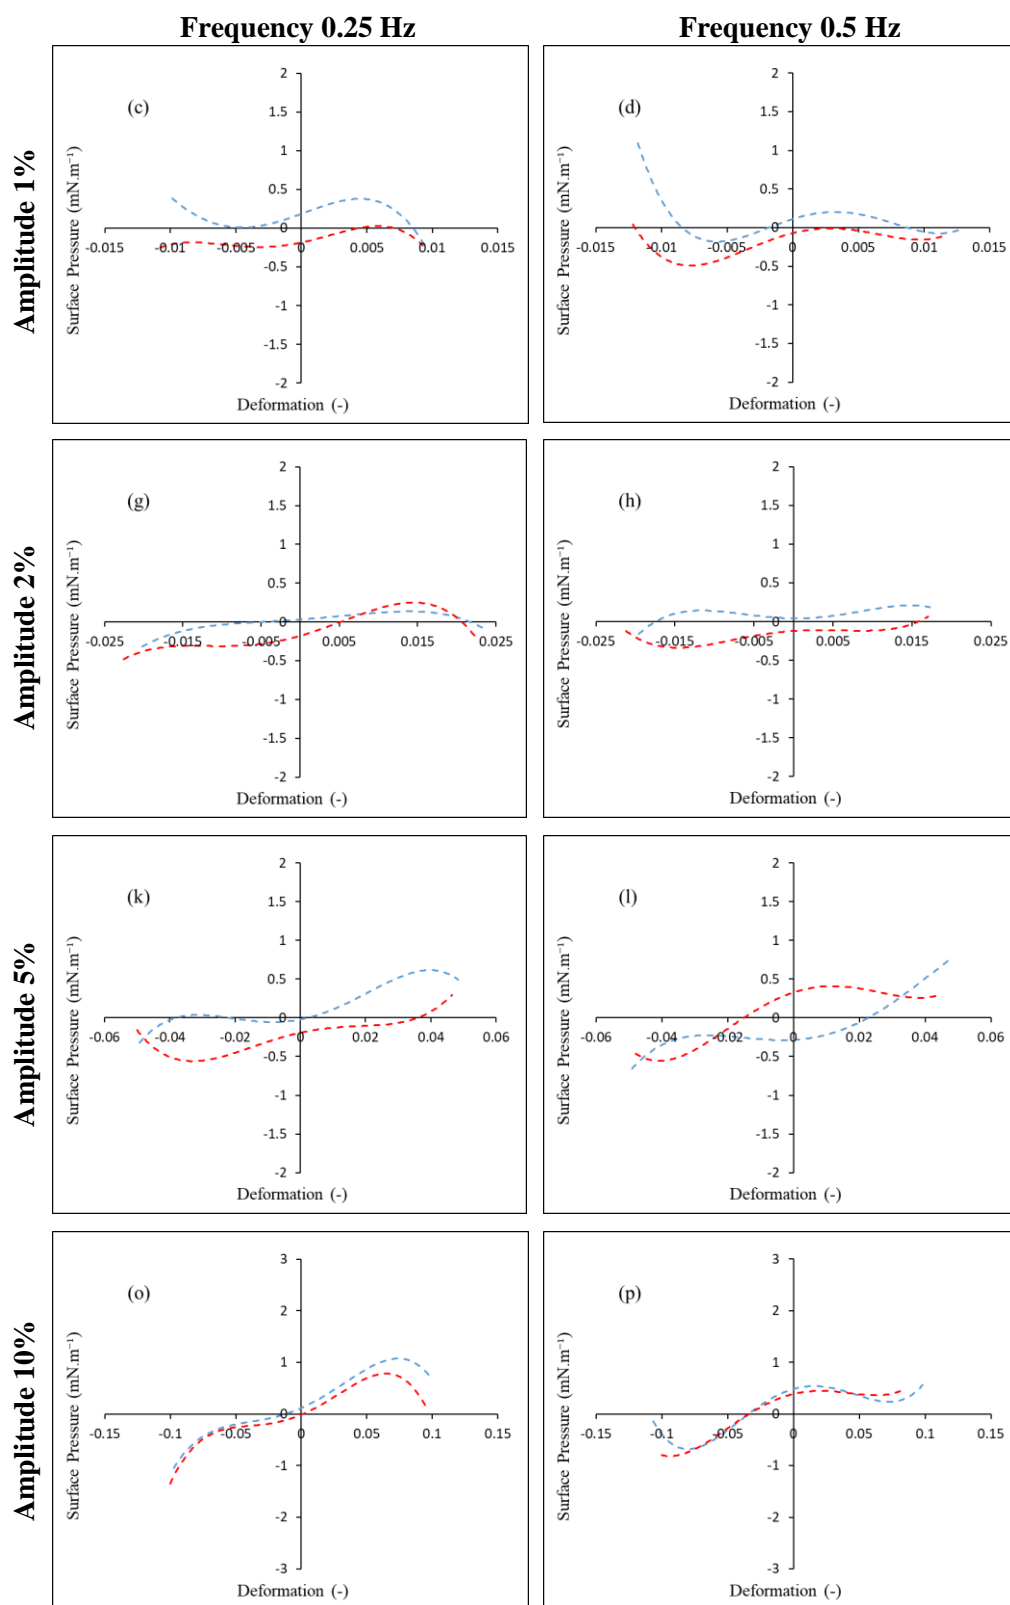 Frequency 0.25 Hz
Frequency 0.5 Hz
Amplitude 1%
(c)
Surface Pressure (mN.m⁻¹)
2
1.5
1
0.5
0
-0.5
-1
-1.5
-2
-0.015 -0.01 -0.005 0 0.005 0.01 0.015
Deformation (-)
(d)
Surface Pressure (mN.m⁻¹)
2
1.5
1
0.5
0
-0.5
-1
-1.5
-2
-0.015 -0.01 -0.005 0 0.005 0.01 0.015
Deformation (-)
Amplitude 2%
(g)
Surface Pressure (mN.m⁻¹)
2
1.5
1
0.5
0
-0.5
-1
-1.5
-2
-0.025 -0.015 -0.005 0.005 0.015 0.025
Deformation (-)
(h)
Surface Pressure (mN.m⁻¹)
2
1.5
1
0.5
0
-0.5
-1
-1.5
-2
-0.025 -0.015 -0.005 0.005 0.015 0.025
Deformation (-)
Amplitude 5%
(k)
Surface Pressure (mN.m⁻¹)
2
1.5
1
0.5
0
-0.5
-1
-1.5
-2
-0.06 -0.04 -0.02 0 0.02 0.04 0.06
Deformation (-)
(l)
Surface Pressure (mN.m⁻¹)
2
1.5
1
0.5
0
-0.5
-1
-1.5
-2
-0.06 -0.04 -0.02 0 0.02 0.04 0.06
Deformation (-)
Amplitude 10%
(o)
Surface Pressure (mN.m⁻¹)
3
2
1
0
-1
-2
-3
-0.15 -0.1 -0.05 0 0.05 0.1 0.15
Deformation (-)
(p)
Surface Pressure (mN.m⁻¹)
3
2
1
0
-1
-2
-3
-0.15 -0.1 -0.05 0 0.05 0.1 0.15
Deformation (-)